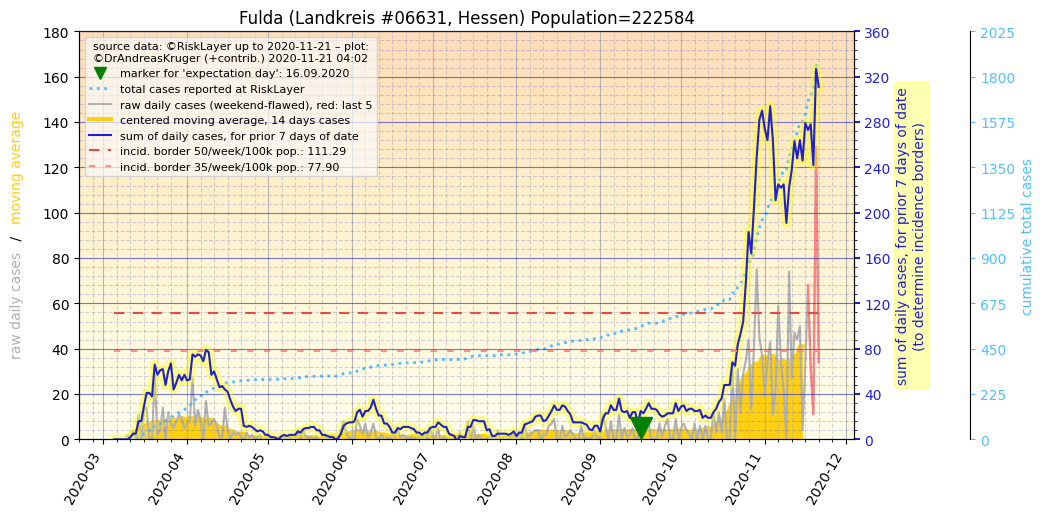 Fulda (Landkreis #06631, Hessen) Population=222584
source data: ©RiskLayer up to 2020-11-21 – plot:
©DrAndreasKruger (+contrib.) 2020-11-21 04:02
marker for 'expectation day': 16.09.2020
total cases reported at RiskLayer
raw daily cases (weekend-flawed), red: last 5
centered moving average, 14 days cases
sum of daily cases, for prior 7 days of date
incid. border 50/week/100k pop.: 111.29
incid. border 35/week/100k pop.: 77.90
raw daily cases / moving average
180
160
140
120
100
80
60
40
20
0
2020-03
2020-04
2020-05
2020-06
2020-07
2020-08
2020-09
2020-10
2020-11
2020-12
360
320
280
240
200
160
120
80
40
0
sum of daily cases, for prior 7 days of date
(to determine incidence borders)
2025
1800
1575
1350
1125
900
675
450
225
0
cumulative total cases